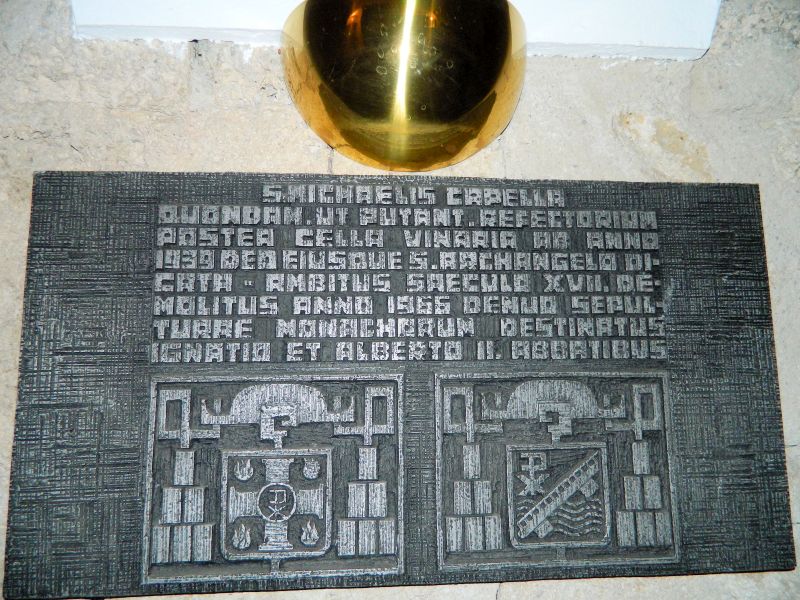 S. MICHAELIS CAPELLA
QUONDAM. UT PUTANT. REFECTORIUM
POSTEA CELLA VINARIA AB ANNO
1939 DEO EIUSQUE S. ARCHANGELO DI-
CATA - AMBITUS SAECULO XVII. DE-
MOLITUS ANNO 1965 DENUO SEPUL-
TURAE MONACHORUM DESTINATUS
IGNATIO ET ALBERTO II. ABBATIBUS